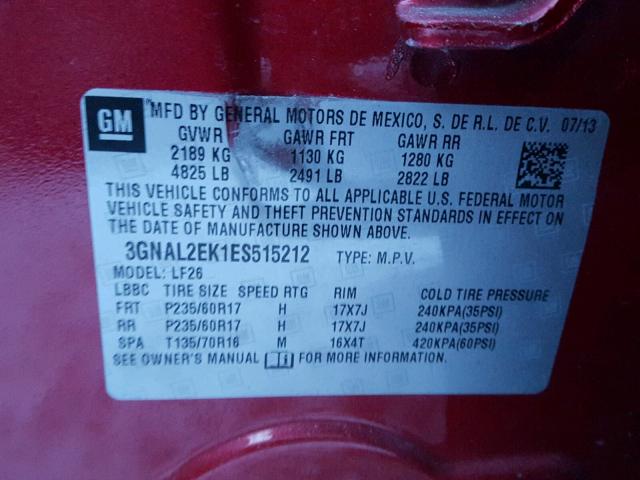 GM
MFD BY GENERAL MOTORS DE MEXICO, S. DE R.L. DE C.V. 07/13
GVWR GAWR FRT GAWR RR
2189 KG 1130 KG 1280 KG
4825 LB 2491 LB 2822 LB
THIS VEHICLE CONFORMS TO ALL APPLICABLE U.S. FEDERAL MOTOR
VEHICLE SAFETY AND THEFT PREVENTION STANDARDS IN EFFECT ON
THE DATE OF MANUFACTURE SHOWN ABOVE.
3GNAL2EK1ES515212 TYPE: M.P.V.
MODEL: LF26
LBBC TIRE SIZE SPEED RTG RIM COLD TIRE PRESSURE
FRT P235/60R17 H 17X7J 240KPA(35PSI)
RR P235/60R17 H 17X7J 240KPA(35PSI)
SPA T135/70R16 M 16X4T 420KPA(60PSI)
SEE OWNER'S MANUAL FOR MORE INFORMATION.